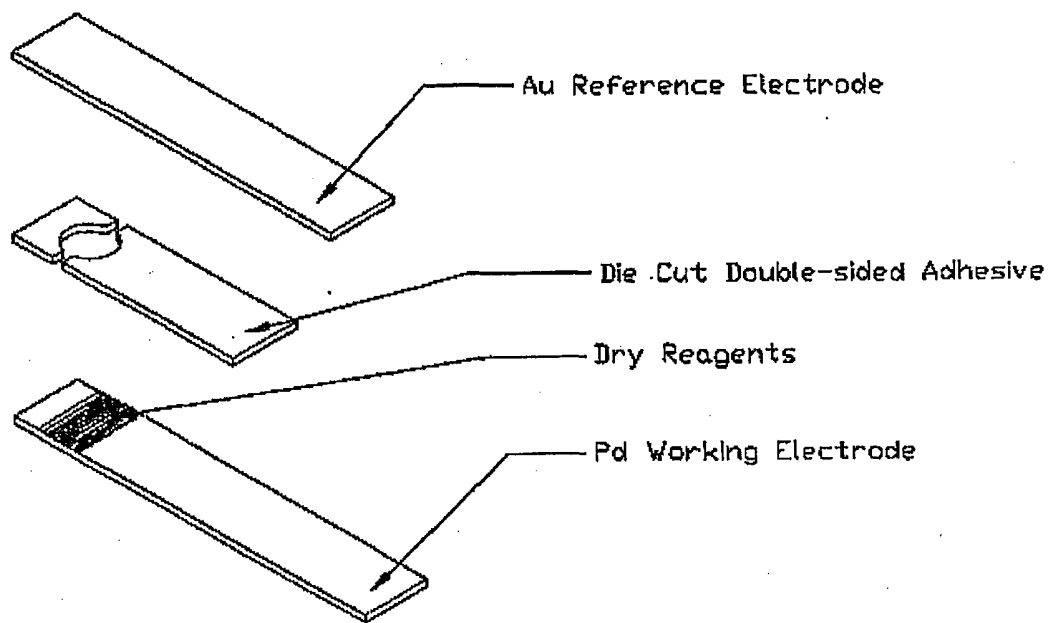 Au Reference Electrode
Die Cut Double-sided Adhesive
Dry Reagents
Pd Working Electrode